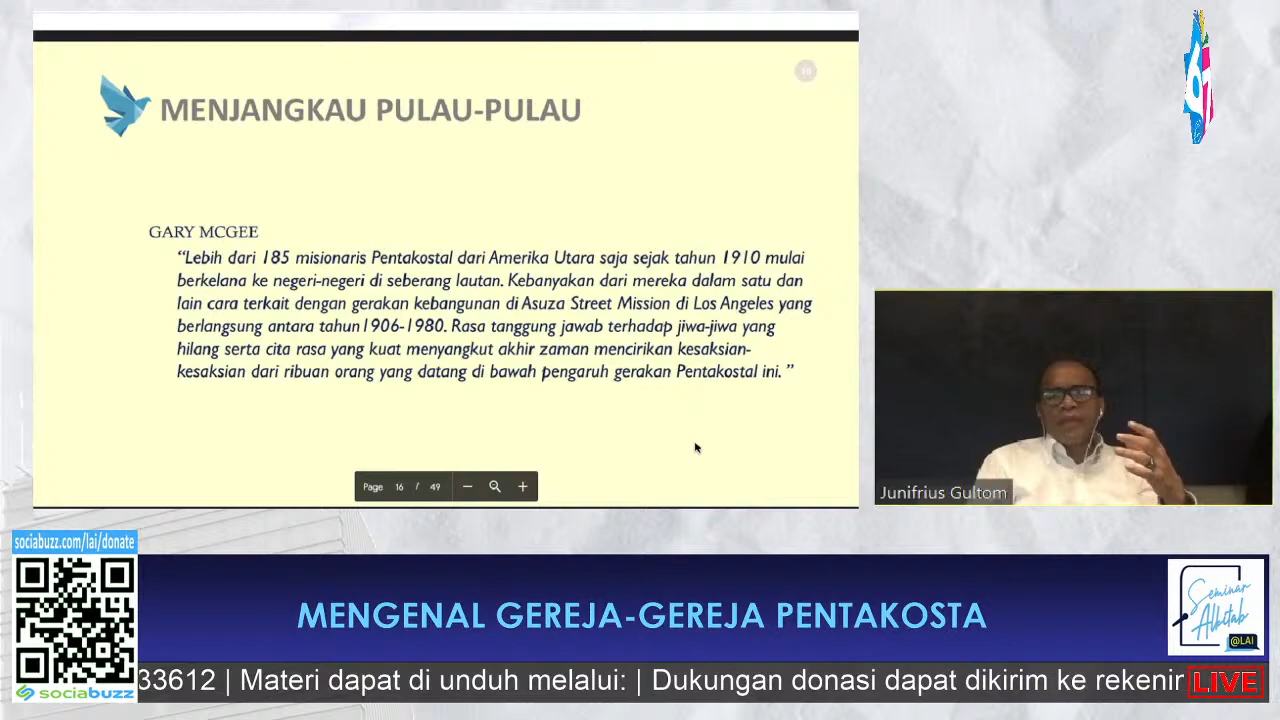 16
MENJANGKAU PULAU-PULAU
GARY MCGEE
“Lebih dari 185 misionaris Pentakostal dari Amerika Utara saja sejak tahun 1910 mulai
berkelana ke negeri-negeri di seberang lautan. Kebanyakan dari mereka dalam satu dan
lain cara terkait dengan gerakan kebangunan di Asuza Street Mission di Los Angeles yang
berlangsung antara tahun1906-1980. Rasa tanggung jawab terhadap jiwa-jiwa yang
hilang serta cita rasa yang kuat menyangkut akhir zaman mencirikan kesaksian-
kesaksian dari ribuan orang yang datang di bawah pengaruh gerakan Pentakostal ini. ”
Page 16 / 49
Junifrius Gultom
sociabuzz.com/lai/donate
MENGENAL GEREJA-GEREJA PENTAKOSTA
Seminar
Alkitab
@LAI
sociabuzz
33612 | Materi dapat di unduh melalui: | Dukungan donasi dapat dikirim ke rekenir
LIVE